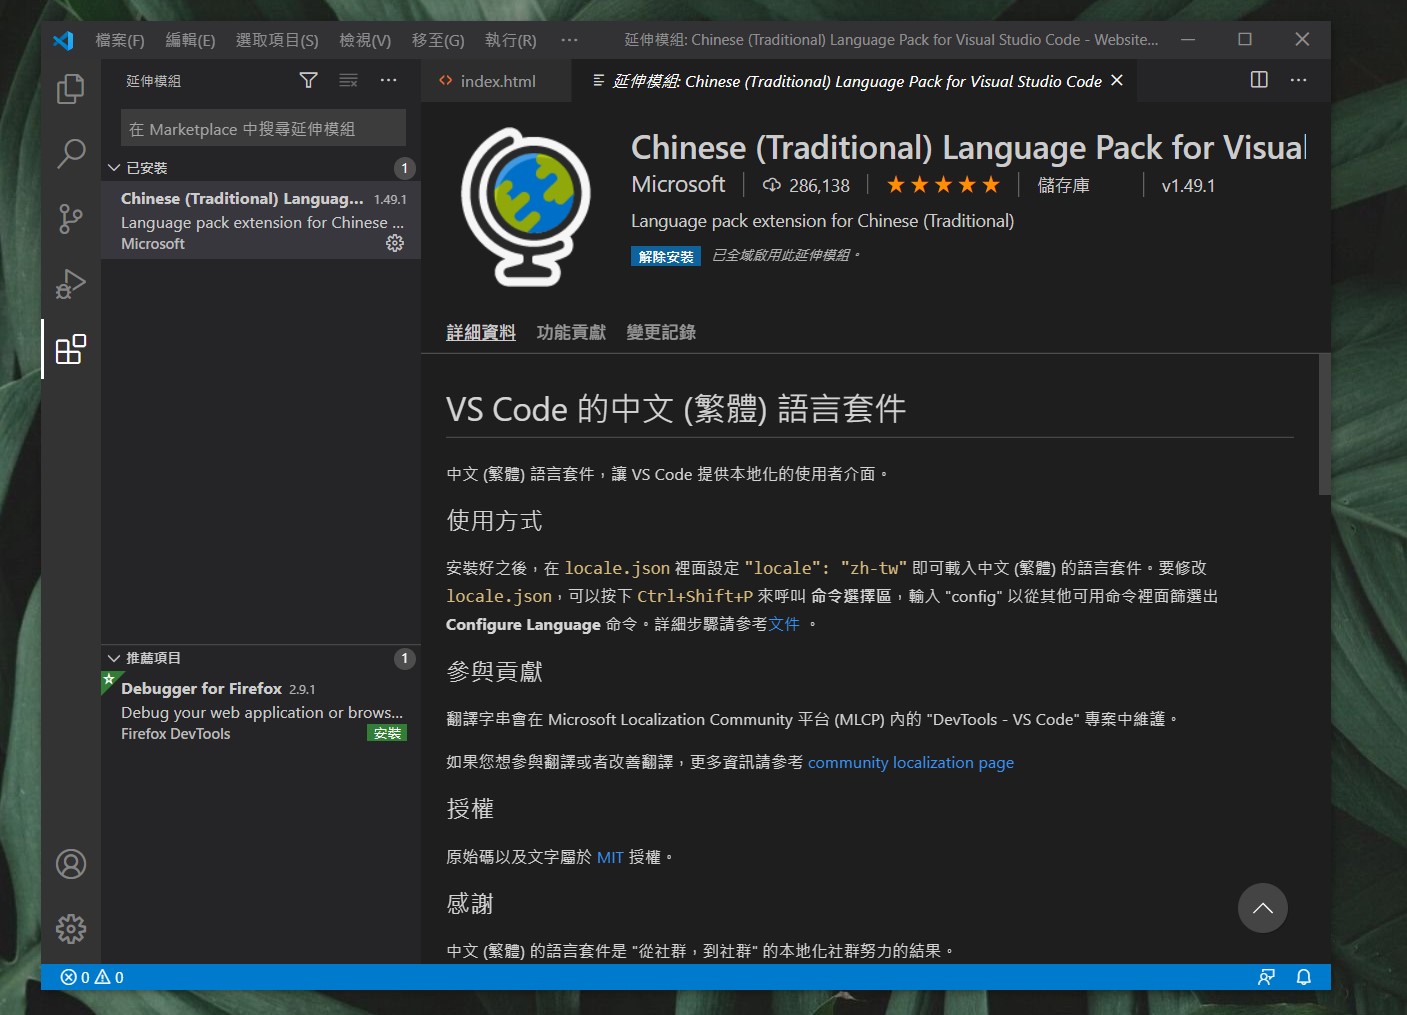 檔案(F) 編輯(E) 選取項目(S) 檢視(V) 移至(G) 執行(R) ··· 延伸模組: Chinese (Traditional) Language Pack for Visual Studio Code - Website...
延伸模組
在 Marketplace 中搜尋延伸模組
已安裝 1
Chinese (Traditional) Languag... 1.49.1
Language pack extension for Chinese ...
Microsoft
推薦項目 1
Debugger for Firefox 2.9.1
Debug your web application or brows...
Firefox DevTools 安裝
index.html
延伸模組: Chinese (Traditional) Language Pack for Visual Studio Code
Chinese (Traditional) Language Pack for Visual
Microsoft 286,138 ★★★★★ 儲存庫 v1.49.1
Language pack extension for Chinese (Traditional)
解除安裝 已全域啟用此延伸模組。
詳細資料 功能貢獻 變更記錄
VS Code 的中文 (繁體) 語言套件
中文 (繁體) 語言套件，讓 VS Code 提供本地化的使用者介面。
使用方式
安裝好之後，在 locale.json 裡面設定 "locale": "zh-tw" 即可載入中文 (繁體) 的語言套件。要修改
locale.json，可以按下 Ctrl+Shift+P 來呼叫 命令選擇區，輸入 "config" 以從其他可用命令裡面篩選出
Configure Language 命令。詳細步驟請參考文件 。
參與貢獻
翻譯字串會在 Microsoft Localization Community 平台 (MLCP) 內的 "DevTools - VS Code" 專案中維護。
如果您想參與翻譯或者改善翻譯，更多資訊請參考 community localization page
授權
原始碼以及文字屬於 MIT 授權。
感謝
中文 (繁體) 的語言套件是 "從社群，到社群" 的本地化社群努力的結果。
0 0